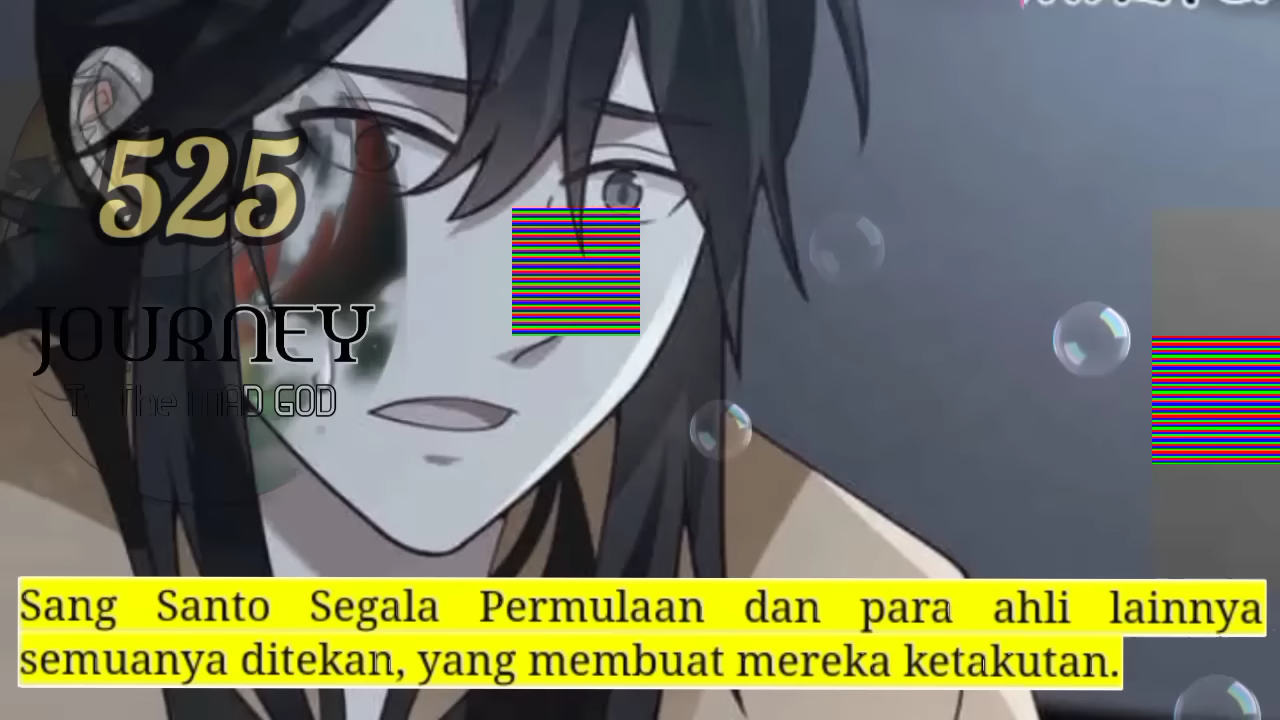 525
JOURNEY
To The MAD GOD
Sang Santo Segala Permulaan dan para ahli lainnya
semuanya ditekan, yang membuat mereka ketakutan.